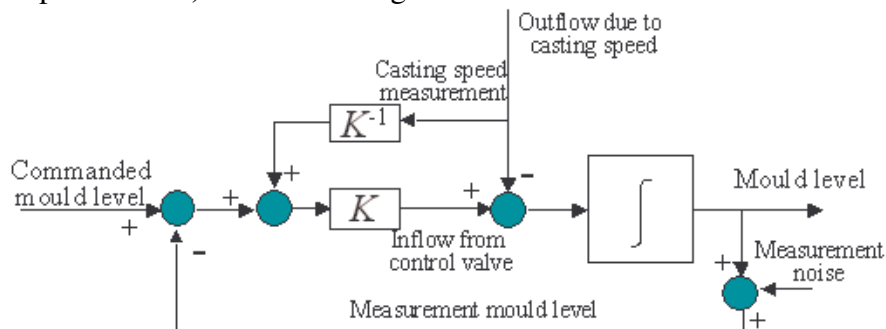 Outflow due to
casting speed
Casting speed
measurement
K-1
Commanded
mould level
+
-
+
+
K
+
-
∫
Mould level
Inflow from
control valve
+
Measurement
noise
+
Measurement mould level